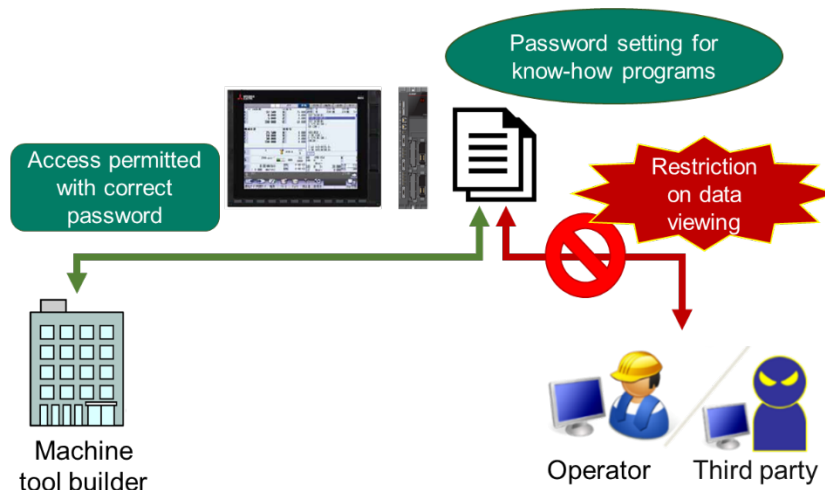 Password setting for
know-how programs
Access permitted
with correct
password
Restriction
on data
viewing
Machine
tool builder
Operator
Third party